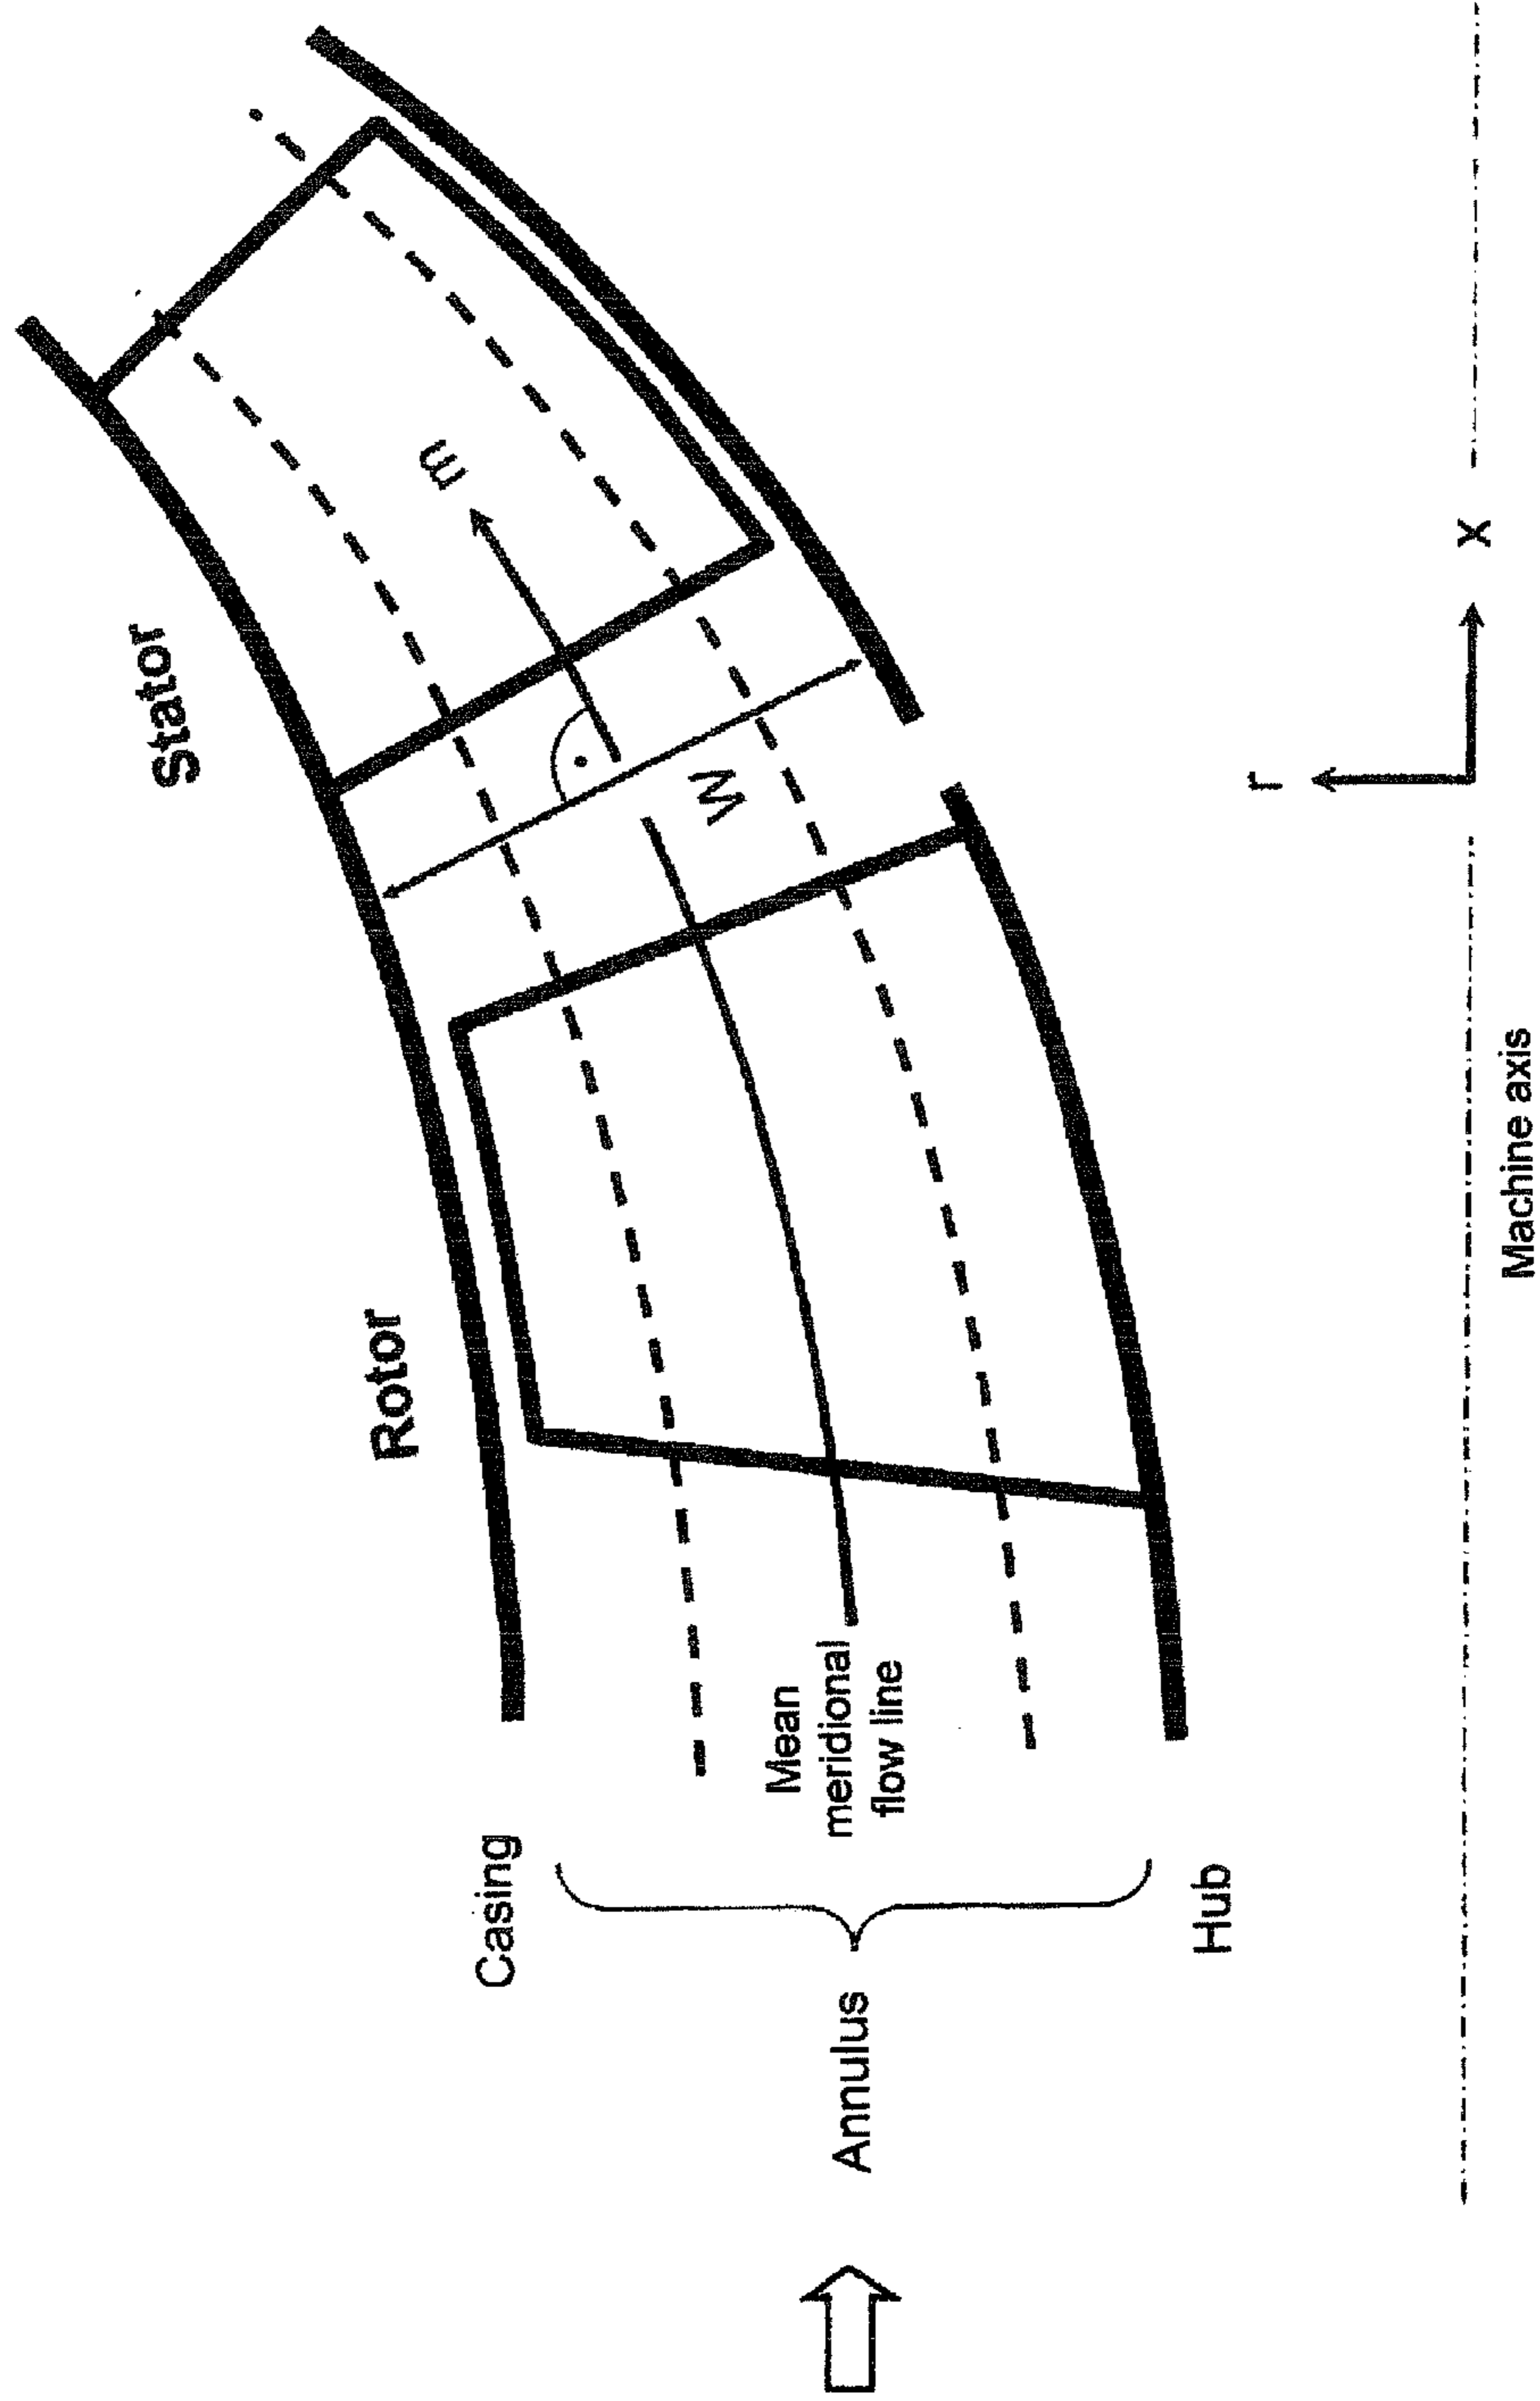 Stator
Rotor
m
W
Casing
Mean
meridional
flow line
Annulus
Hub
r
X
Machine axis